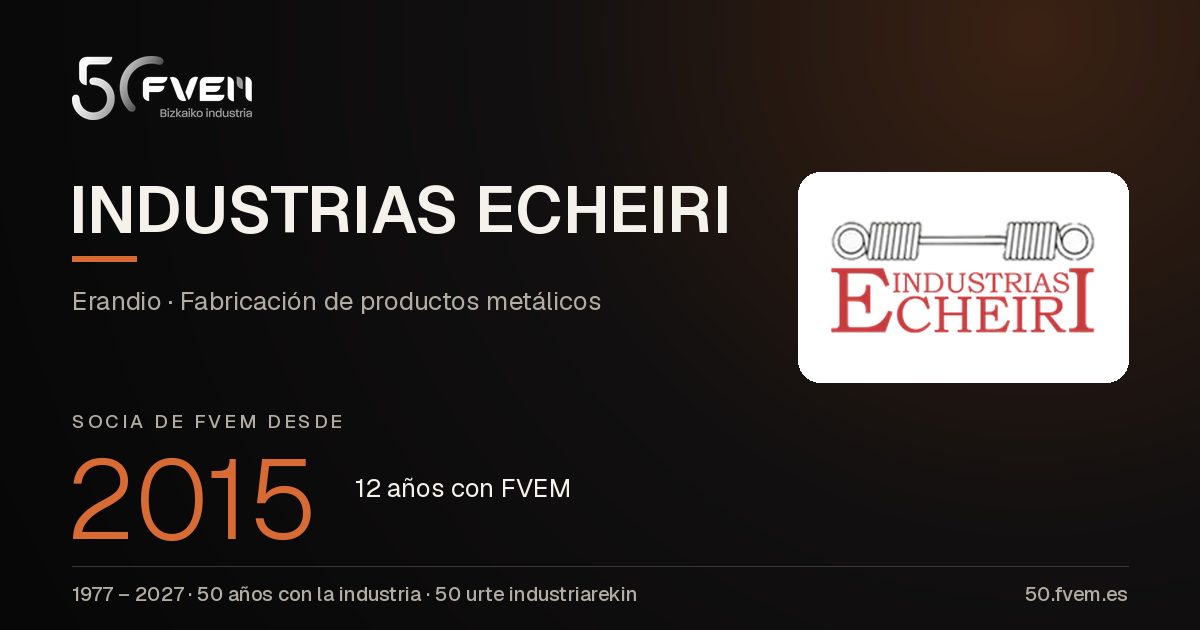 50 FVEM
Bizkaiko industria
INDUSTRIAS ECHEIRI
Erandio · Fabricación de productos metálicos
INDUSTRIAS
ECHEIRI
SOCIA DE FVEM DESDE
2015
12 años con FVEM
1977 – 2027 · 50 años con la industria · 50 urte industriarekin
50.fvem.es